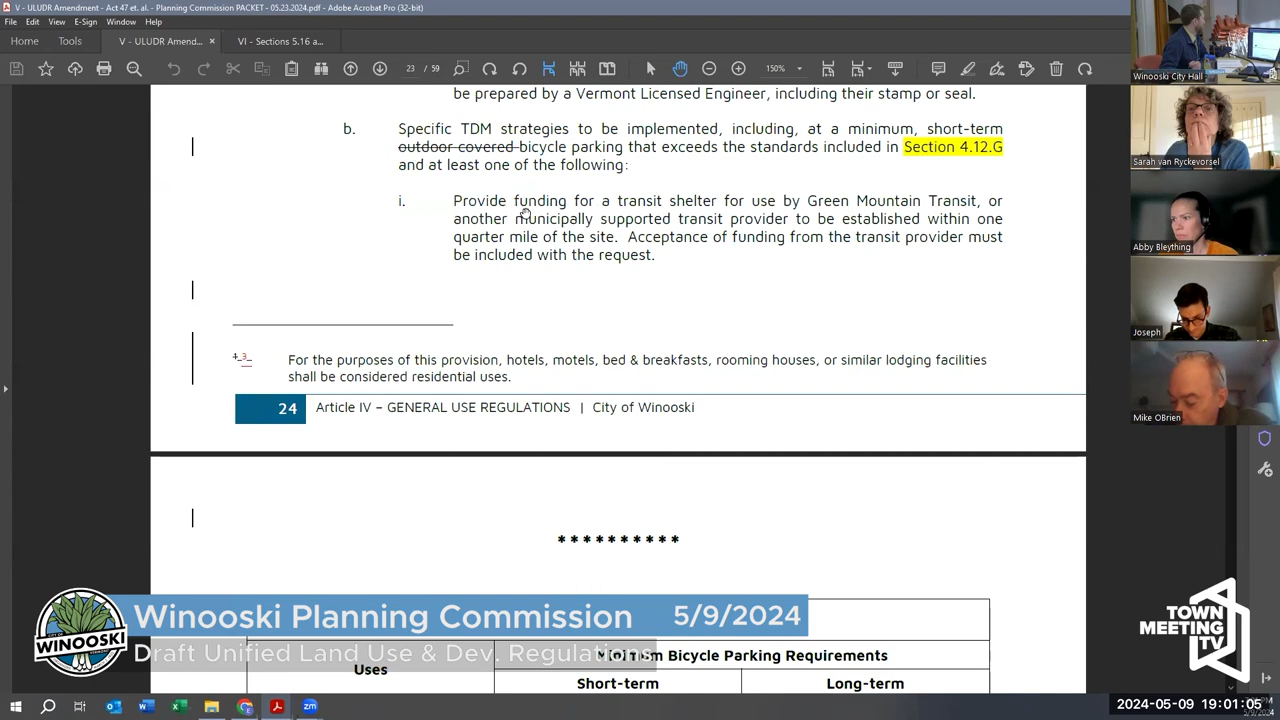 V - ULUDR Amendment - Act 47 et. al. - Planning Commission PACKET - 05.23.2024.pdf - Adobe Acrobat Pro (32-bit)
File Edit View E-Sign Window Help
Home Tools V - ULUDR Amend... × VI - Sections 5.16 a...
23 / 59 150%
be prepared by a Vermont Licensed Engineer, including their stamp or seal.
b. Specific TDM strategies to be implemented, including, at a minimum, short-term
outdoor covered bicycle parking that exceeds the standards included in Section 4.12.G
and at least one of the following:
i. Provide funding for a transit shelter for use by Green Mountain Transit, or
another municipally supported transit provider to be established within one
quarter mile of the site. Acceptance of funding from the transit provider must
be included with the request.
4 3 For the purposes of this provision, hotels, motels, bed & breakfasts, rooming houses, or similar lodging facilities
shall be considered residential uses.
24 Article IV – GENERAL USE REGULATIONS | City of Winooski
**********
Bicycle Parking Requirements
Uses
Short-term Long-term
Winooski City Hall
Sarah van Ryckevorsel
Abby Bleything
Joseph
Mike OBrien
CITY OF
WINOOSKI
VERMONT
Winooski Planning Commission 5/9/2024
Draft Unified Land Use & Dev. Regulations
TOWN
MEETING
TV
2024-05-09 19:01:05